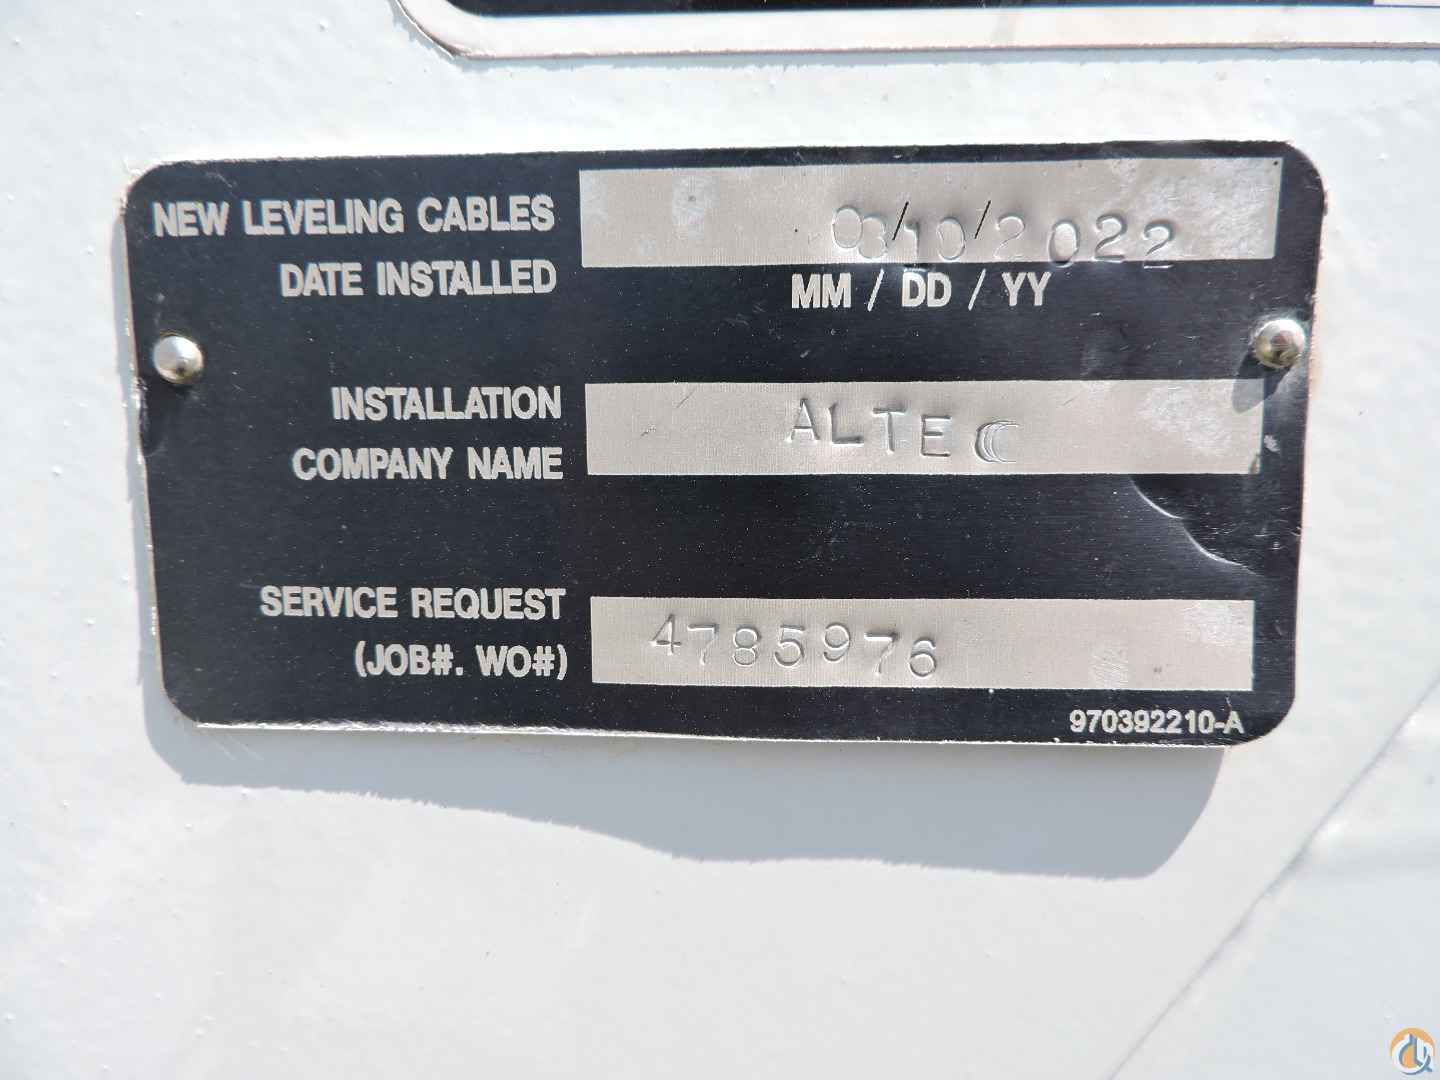 NEW LEVELING CABLES
DATE INSTALLED
03/10/2022
MM / DD / YY
INSTALLATION
COMPANY NAME
ALTEC
SERVICE REQUEST
(JOB#. WO#)
4785976
970392210-A